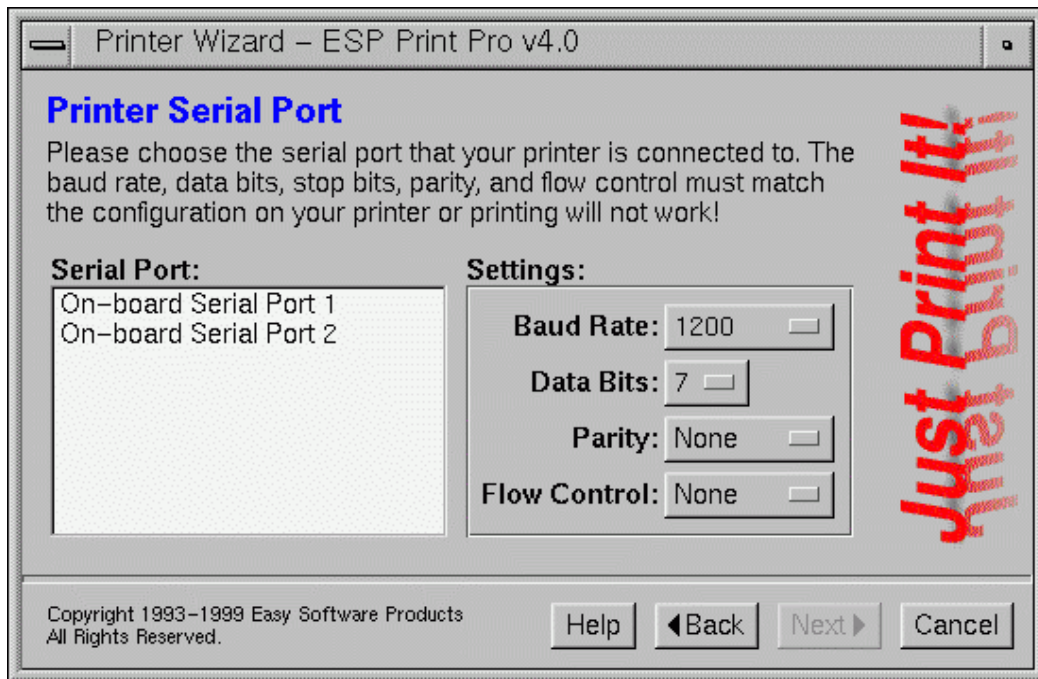 Printer Wizard – ESP Print Pro v4.0
Printer Serial Port
Please choose the serial port that your printer is connected to. The
baud rate, data bits, stop bits, parity, and flow control must match
the configuration on your printer or printing will not work!
Serial Port:
On–board Serial Port 1
On–board Serial Port 2
Settings:
Baud Rate: 1200
Data Bits: 7
Parity: None
Flow Control: None
Just Print It!
Copyright 1993–1999 Easy Software Products
All Rights Reserved.
Help
Back
Next
Cancel